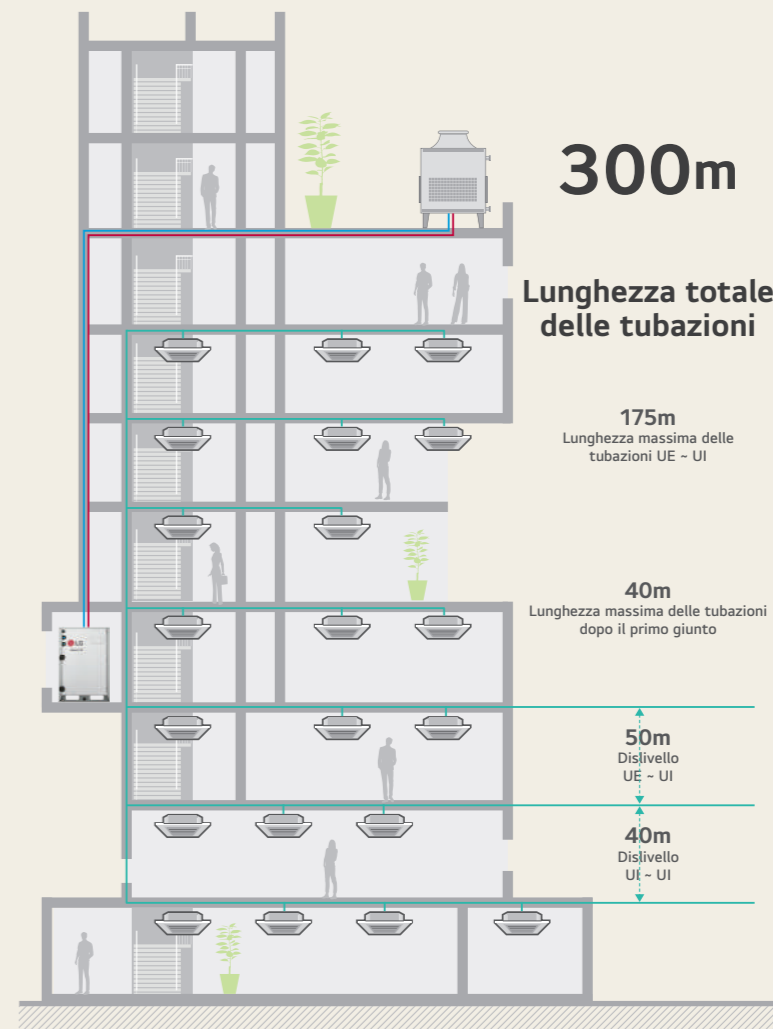 300m
Lunghezza totale
delle tubazioni
175m
Lunghezza massima delle
tubazioni UE ~ UI
40m
Lunghezza massima delle tubazioni
dopo il primo giunto
50m
Dislivello
UE ~ UI
40m
Dislivello
UI ~ UI
LG